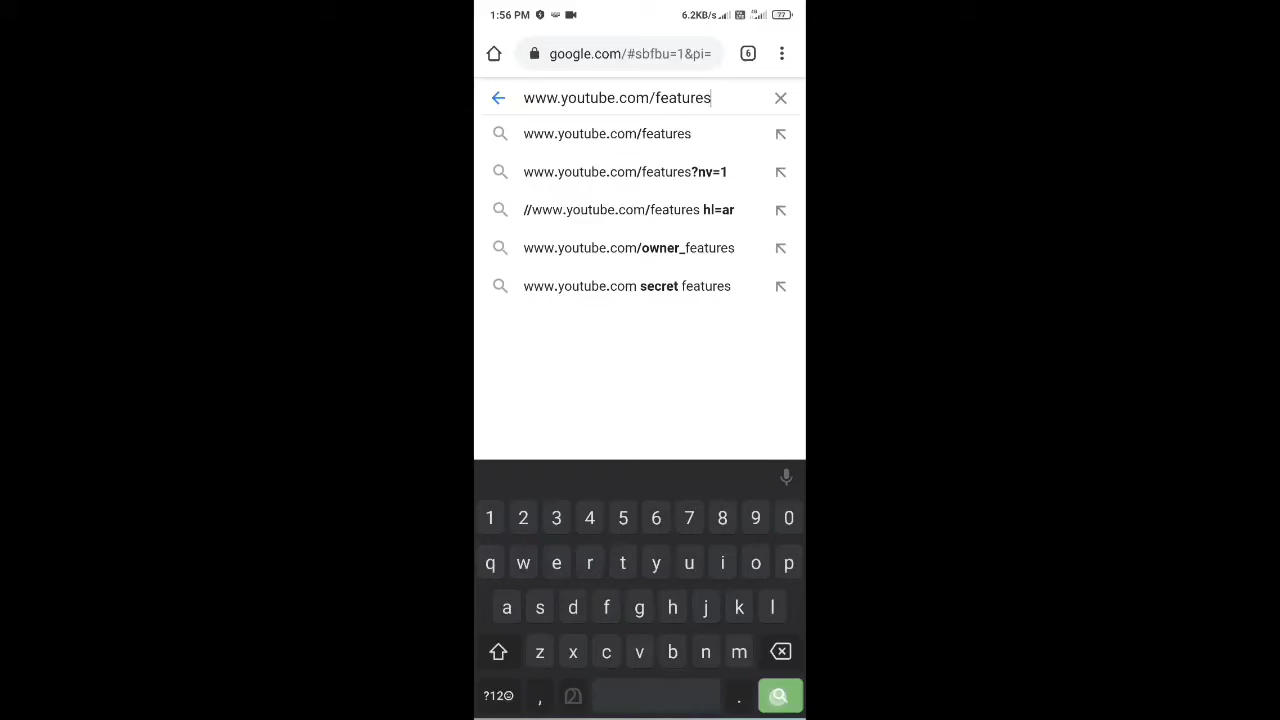 1:56 PM 6.2KB/s 4G 77
google.com/#sbfbu=1&pi= 6
www.youtube.com/features
www.youtube.com/features
www.youtube.com/features?nv=1
//www.youtube.com/features hl=ar
www.youtube.com/owner_features
www.youtube.com secret features
1 2 3 4 5 6 7 8 9 0
q w e r t y u i o p
a s d f g h j k l
z x c v b n m
?12☺ , .